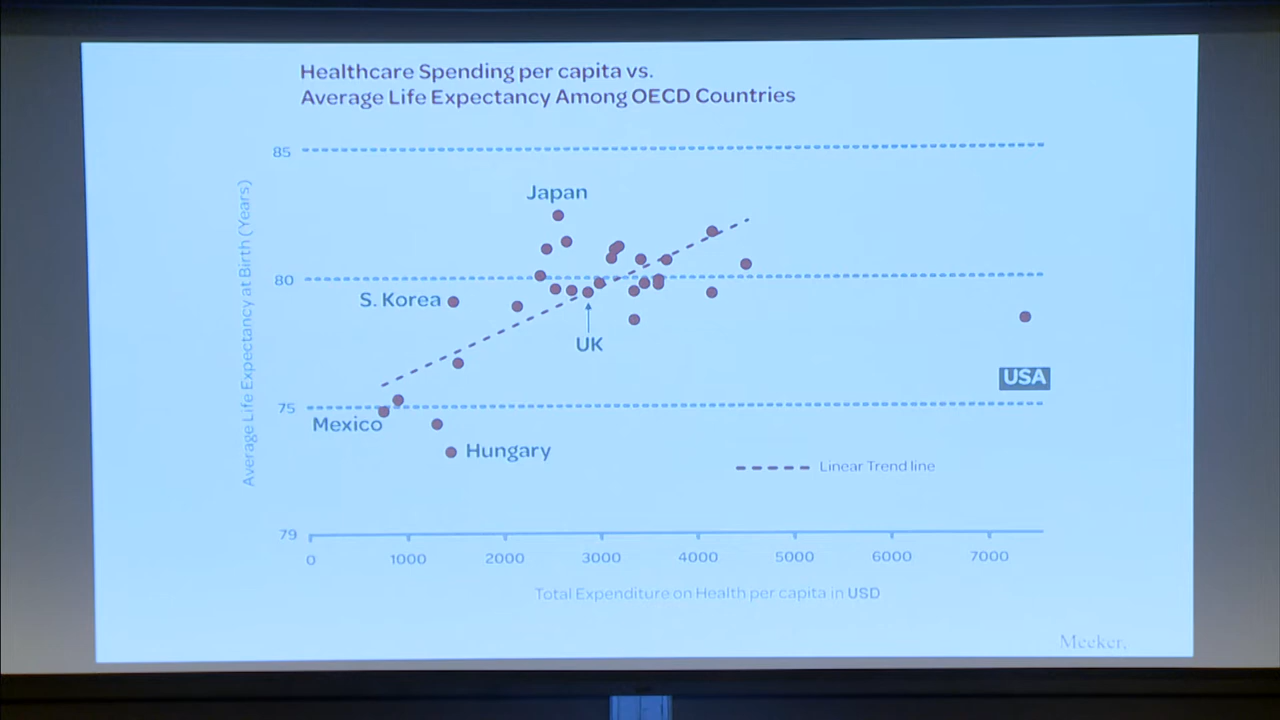 Healthcare Spending per capita vs.
Average Life Expectancy Among OECD Countries
Average Life Expectancy at Birth (Years)
85
80
75
79
Japan
S. Korea
UK
USA
Mexico
Hungary
Linear Trend line
0 1000 2000 3000 4000 5000 6000 7000
Total Expenditure on Health per capita in USD
Meeker,